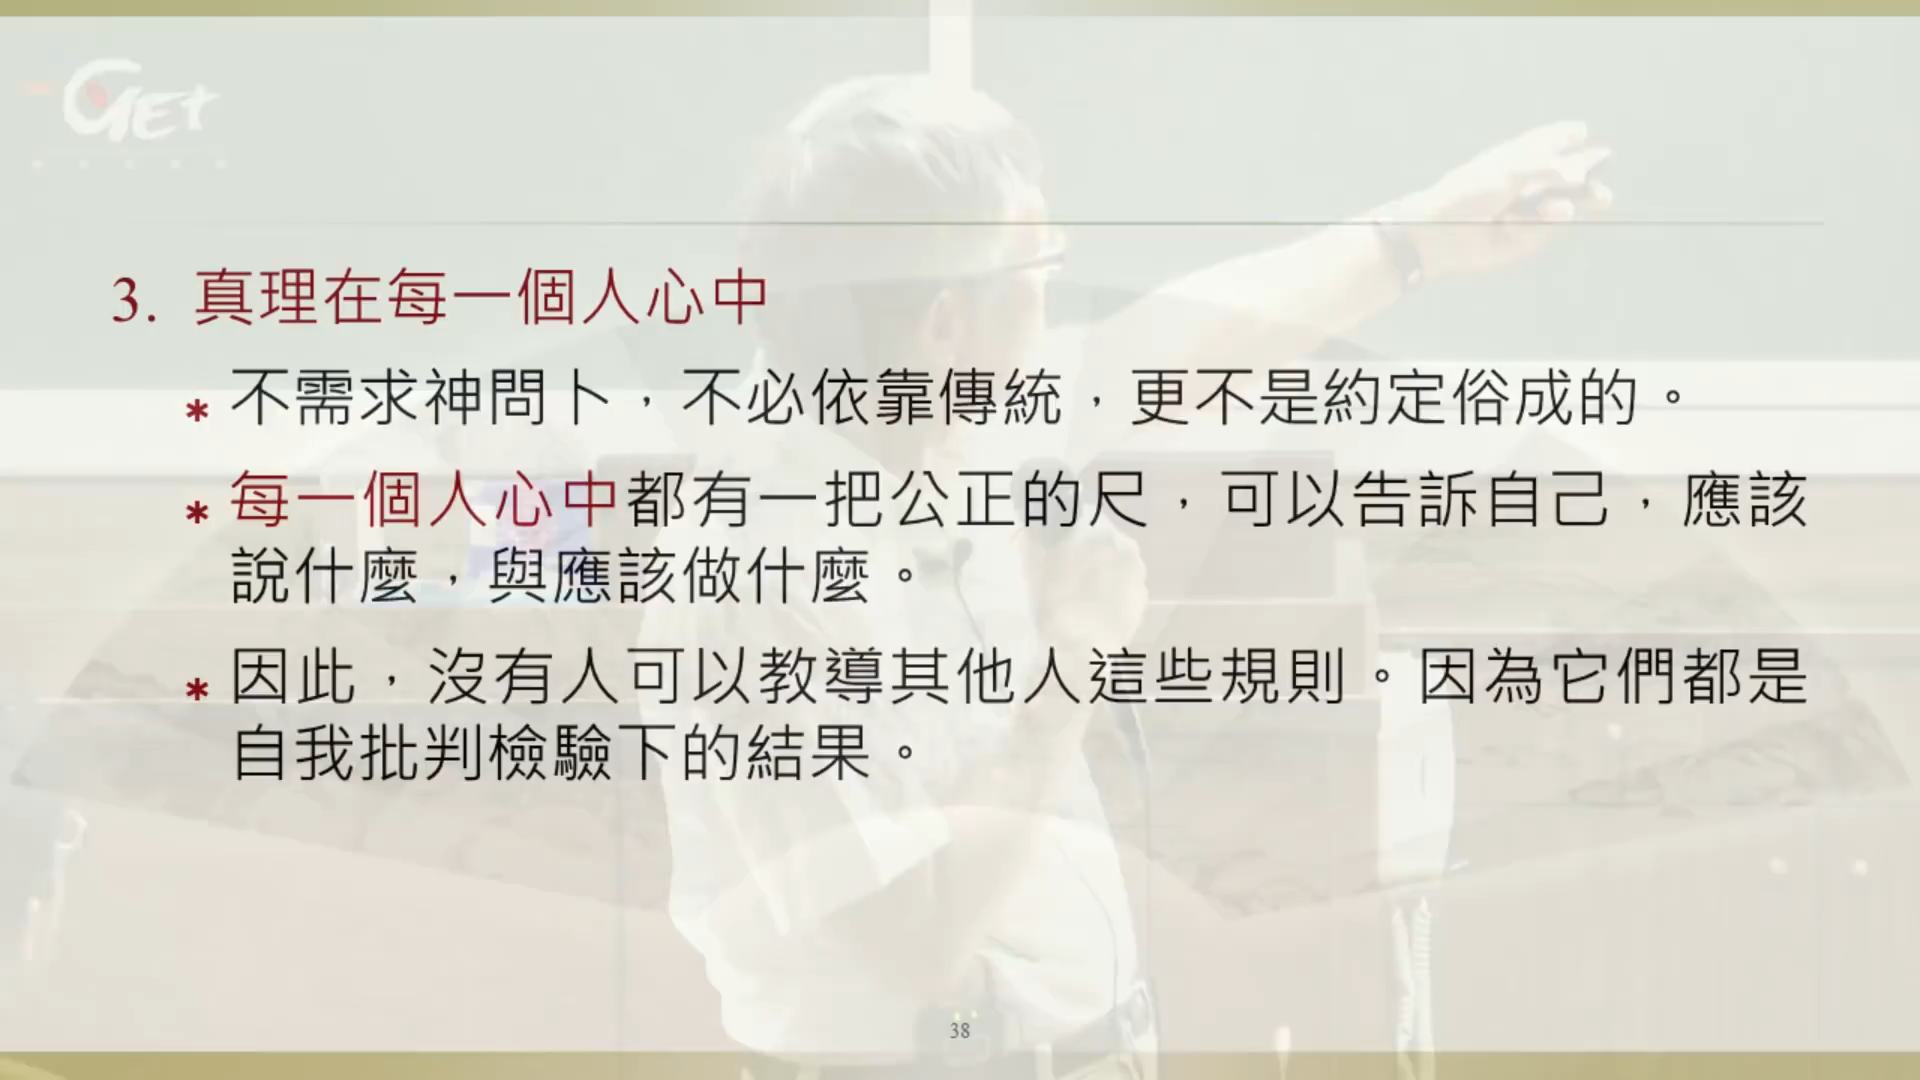 GET
3. 真理在每一個人心中
* 不需求神問卜，不必依靠傳統，更不是約定俗成的。
* 每一個人心中都有一把公正的尺，可以告訴自己，應該
說什麼，與應該做什麼。
* 因此，沒有人可以教導其他人這些規則。因為它們都是
自我批判檢驗下的結果。
38